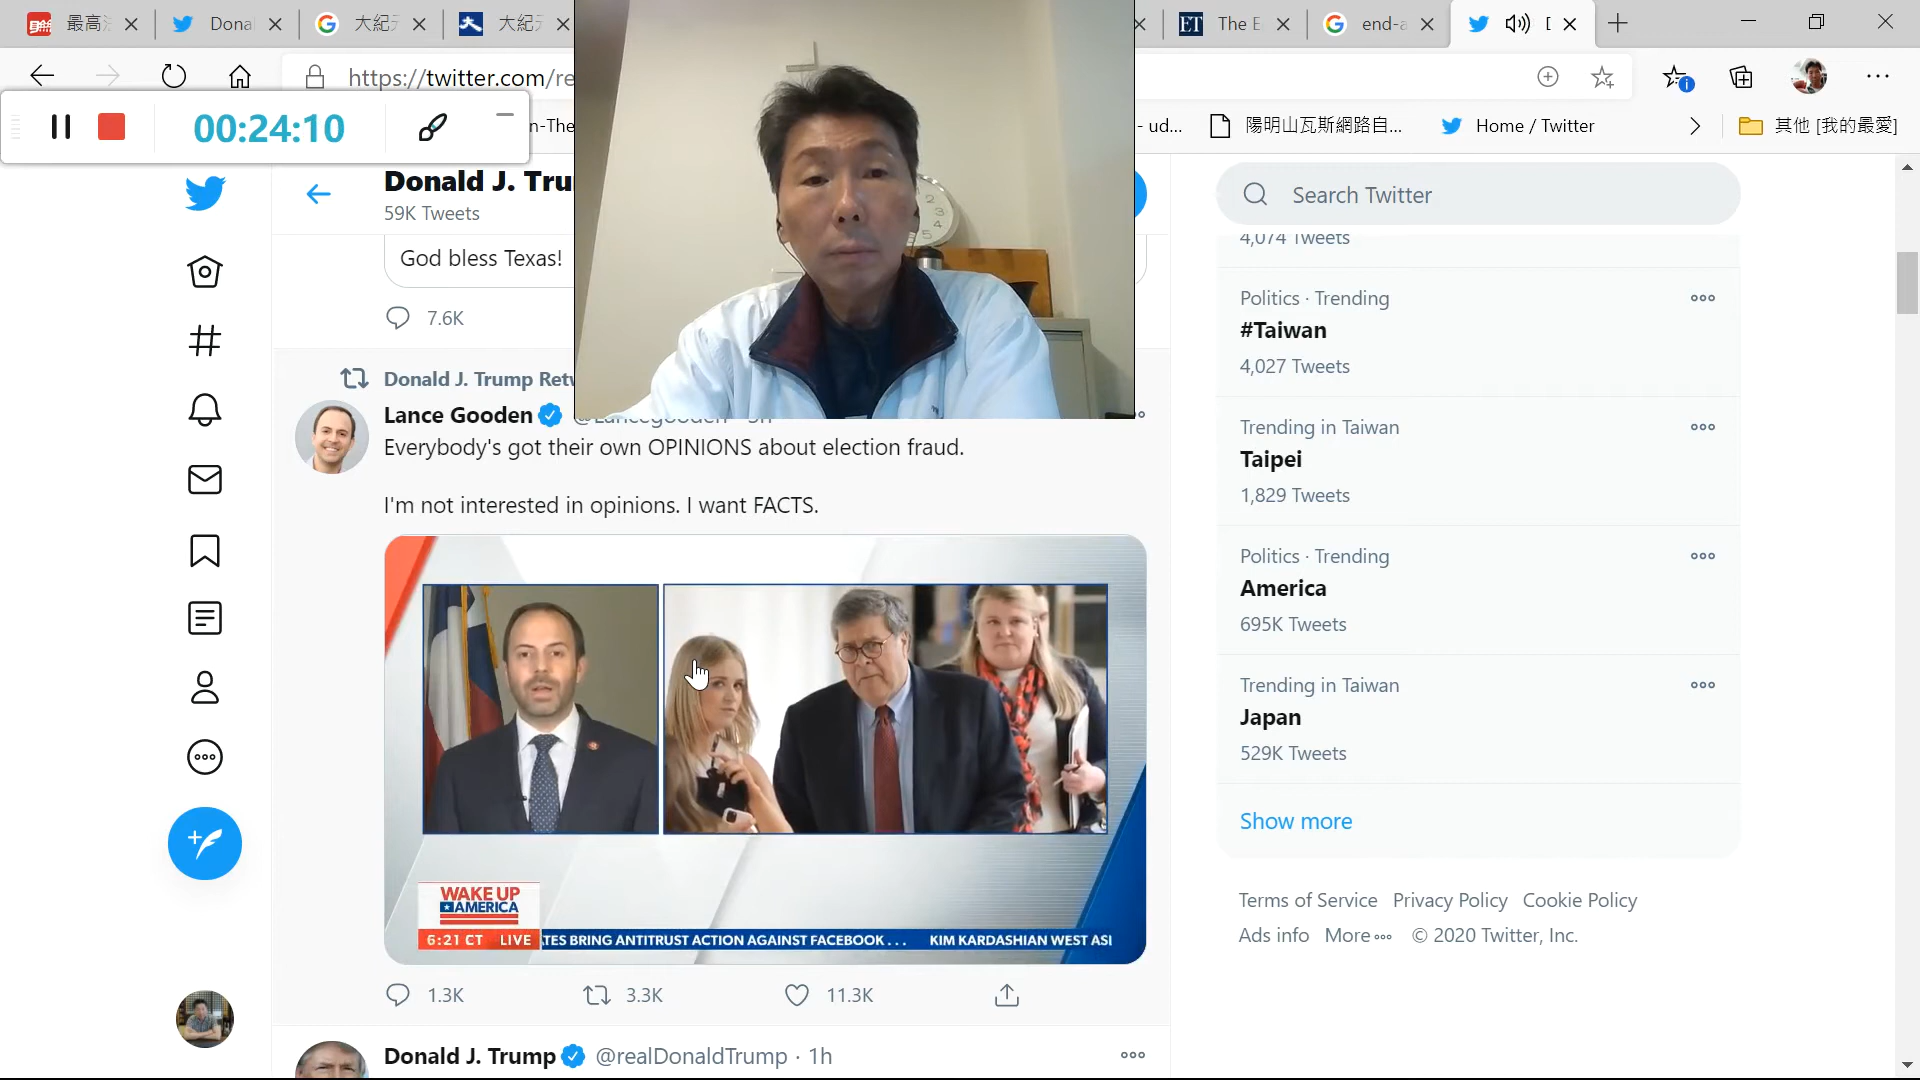 最高
Dona
大紀
大紀
The E
end-a
https://twitter.com/re
00:24:10
n-The
- ud...
陽明山瓦斯網路自...
Home / Twitter
其他 [我的最愛]
Donald J. Tru
59K Tweets
Search Twitter
God bless Texas!
7.6K
4,074 Tweets
Politics · Trending
#Taiwan
4,027 Tweets
Trending in Taiwan
Taipei
1,829 Tweets
Politics · Trending
America
695K Tweets
Trending in Taiwan
Japan
529K Tweets
Show more
Terms of Service Privacy Policy Cookie Policy
Ads info More © 2020 Twitter, Inc.
Donald J. Trump Retw
Lance Gooden
Everybody's got their own OPINIONS about election fraud.
I'm not interested in opinions. I want FACTS.
WAKE UP
AMERICA
6:21 CT LIVE
TES BRING ANTITRUST ACTION AGAINST FACEBOOK . . . KIM KARDASHIAN WEST ASI
1.3K 3.3K 11.3K
Donald J. Trump @realDonaldTrump · 1h